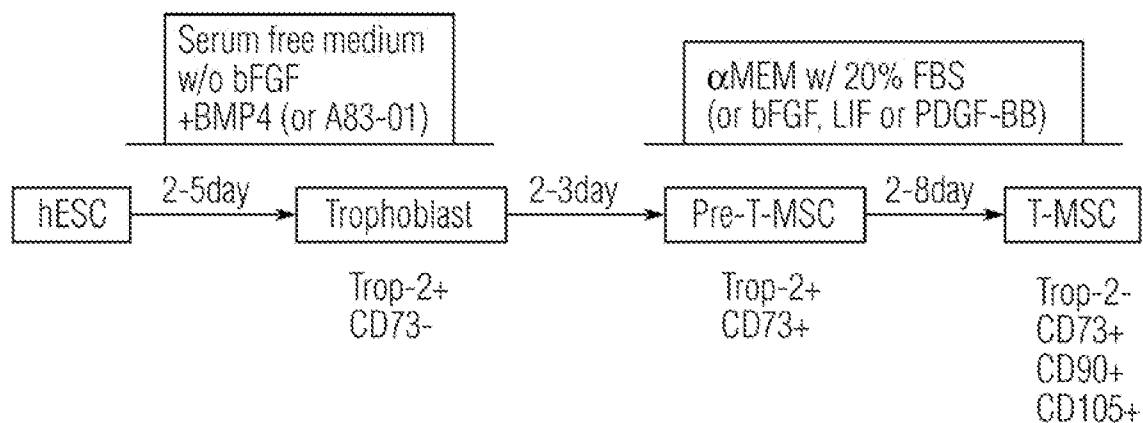 Serum free medium
w/o bFGF
+BMP4 (or A83-01)
αMEM w/ 20% FBS
(or bFGF, LIF or PDGF-BB)
hESC
2-5day
Trophoblast
2-3day
Pre-T-MSC
2-8day
T-MSC
Trop-2+
CD73-
Trop-2+
CD73+
Trop-2-
CD73+
CD90+
CD105+